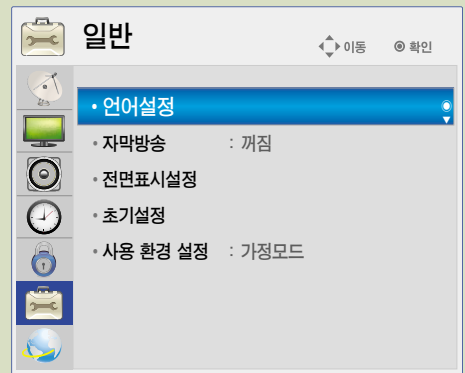 일반
이동 확인
• 언어설정
• 자막방송 : 꺼짐
• 전면표시설정
• 초기설정
• 사용 환경 설정 : 가정모드